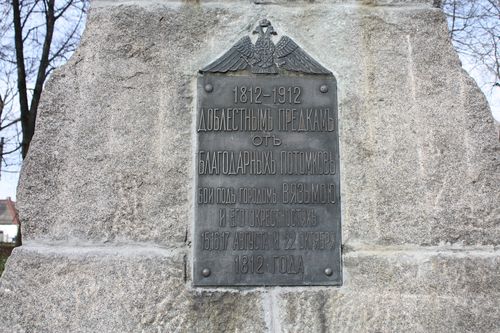 1812-1912
ДОБЛЕСТНЫМЪ ПРЕДКАМЪ
ОТЪ
БЛАГОДАРНЫХЪ ПОТОМКОВЪ
БОИ ПОДЪ ГОРОДОМЪ ВЯЗЬМОЮ
И ЕГО ОКРЕСТНОСТЯХЪ
АВГУСТА И 22 ОКТЯБРЯ
1812 ГОДА